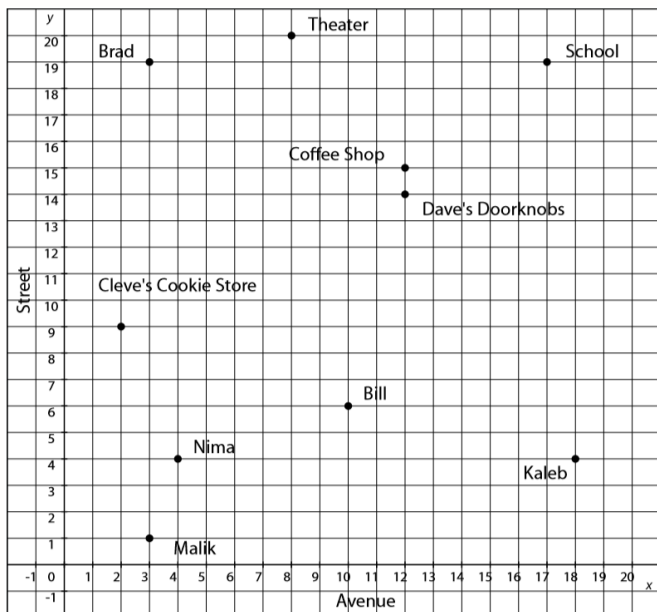 y
Theater
20
Brad
School
19
18
17
16
Coffee Shop
15
14
Dave's Doorknobs
13
12
11
Street
Cleve's Cookie Store
10
9
8
7
Bill
6
5
Nima
4
Kaleb
3
2
1
Malik
-1 0 1 2 3 4 5 6 7 8 9 10 11 12 13 14 15 16 17 18 19 20 x
-1
Avenue